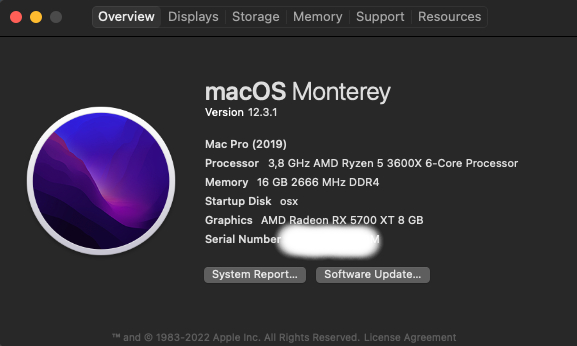 Overview Displays Storage Memory Support Resources
macOS Monterey
Version 12.3.1
Mac Pro (2019)
Processor 3,8 GHz AMD Ryzen 5 3600X 6-Core Processor
Memory 16 GB 2666 MHz DDR4
Startup Disk osx
Graphics AMD Radeon RX 5700 XT 8 GB
Serial Number
System Report... Software Update...
™ and © 1983-2022 Apple Inc. All Rights Reserved. License Agreement